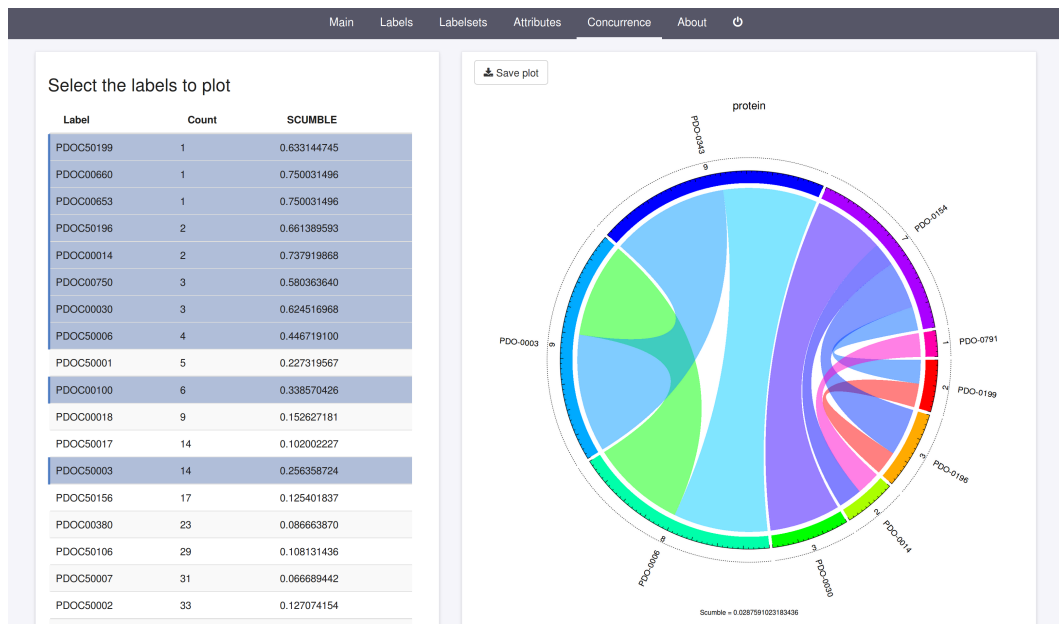 Main Labels Labelsets Attributes Concurrence About
Select the labels to plot
Label Count SCUMBLE
PDOC50199 1 0.633144745
PDOC00660 1 0.750031496
PDOC00653 1 0.750031496
PDOC50196 2 0.661389593
PDOC00014 2 0.737919868
PDOC00750 3 0.580363640
PDOC00030 3 0.624516968
PDOC50006 4 0.446719100
PDOC50001 5 0.227319567
PDOC00100 6 0.338570426
PDOC00018 9 0.152627181
PDOC50017 14 0.102002227
PDOC50003 14 0.256358724
PDOC50156 17 0.125401837
PDOC00380 23 0.086663870
PDOC50106 29 0.108131436
PDOC50007 31 0.066689442
PDOC50002 33 0.127074154
Save plot
protein
PDO-0343
9
PDO-0154
7
PDO-0791
1
PDO-0199
2
PDO-0196
3
PDO-0014
2
PDO-0030
3
PDO-0006
8
PDO-0003
9
Scumble = 0.0287591023183436